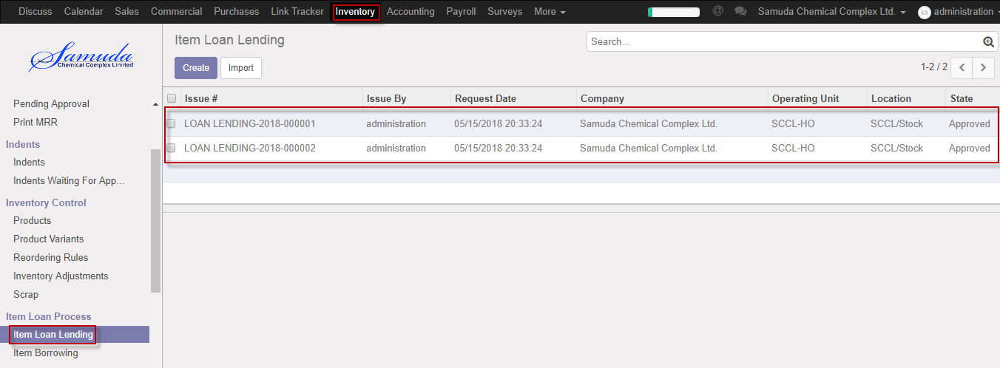 Discuss Calendar Sales Commercial Purchases Link Tracker Inventory Accounting Payroll Surveys More @ Samuda Chemical Complex Ltd. administration
Samuda
Chemical Complex Limited
Pending Approval
Print MRR
Indents
Indents
Indents Waiting For App...
Inventory Control
Products
Product Variants
Reordering Rules
Inventory Adjustments
Scrap
Item Loan Process
Item Loan Lending
Item Borrowing
Item Loan Lending
Search...
Create Import
1-2 / 2
Issue # Issue By Request Date Company Operating Unit Location State
LOAN LENDING-2018-000001 administration 05/15/2018 20:33:24 Samuda Chemical Complex Ltd. SCCL-HO SCCL/Stock Approved
LOAN LENDING-2018-000002 administration 05/15/2018 20:33:24 Samuda Chemical Complex Ltd. SCCL-HO SCCL/Stock Approved